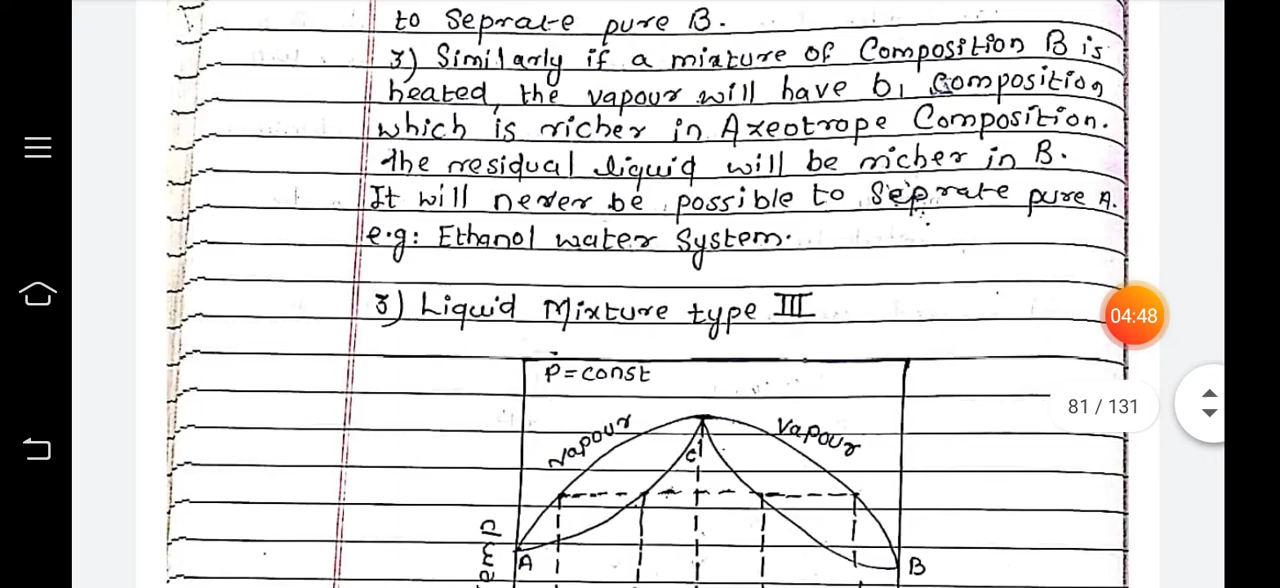 to Seprate pure B.
3) Similarly if a mixture of Composition B is
heated, the vapour will have b1 composition
which is richer in Azeotrope Composition.
The residual liquid will be richer in B.
It will never be possible to Seprate pure A.
e.g: Ethanol water System.
3) Liquid Mixture type III
04:48
P = const
81 / 131
vapour
vapour
c1
A
B